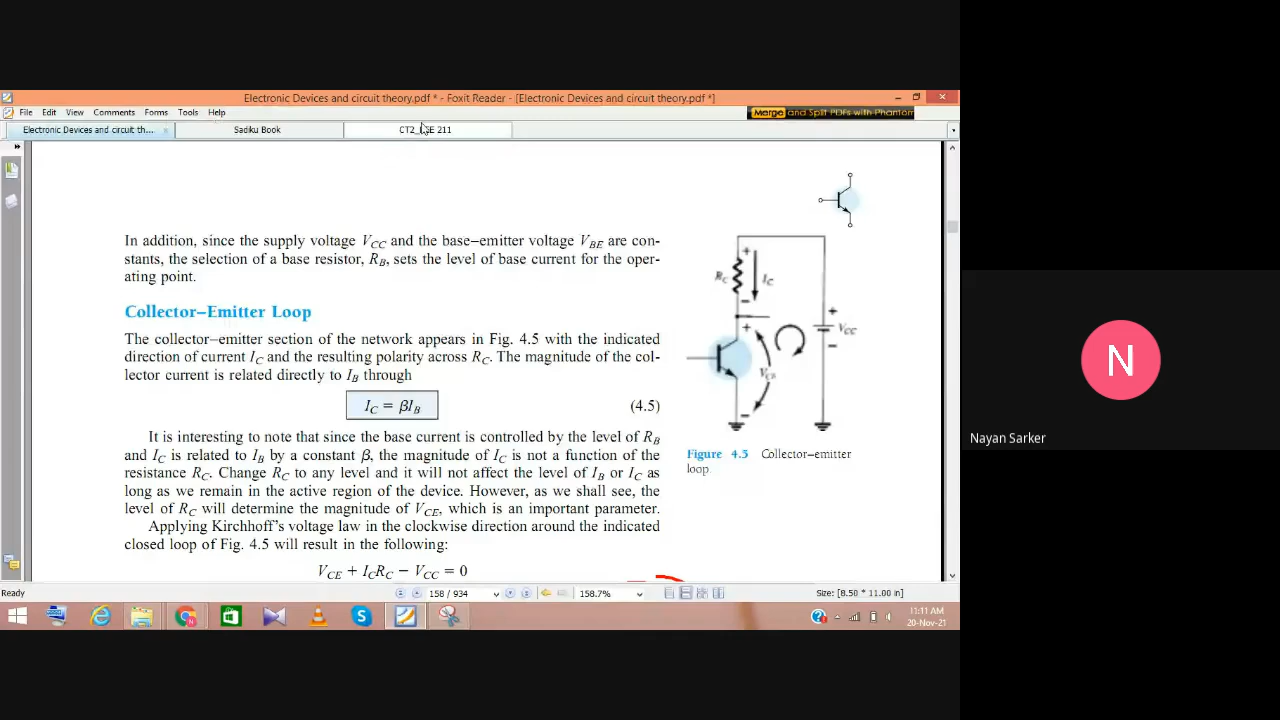 Electronic Devices and circuit theory.pdf * - Foxit Reader - [Electronic Devices and circuit theory.pdf *]
File Edit View Comments Forms Tools Help
Merge and Split PDFs with Phantom
Electronic Devices and circuit th... Sadiku Book CT2_ 211
In addition, since the supply voltage VCC and the base–emitter voltage VBE are con-
stants, the selection of a base resistor, RB, sets the level of base current for the oper-
ating point.
Collector–Emitter Loop
The collector–emitter section of the network appears in Fig. 4.5 with the indicated
direction of current IC and the resulting polarity across RC. The magnitude of the col-
lector current is related directly to IB through
IC = βIB (4.5)
It is interesting to note that since the base current is controlled by the level of RB
and IC is related to IB by a constant β, the magnitude of IC is not a function of the
resistance RC. Change RC to any level and it will not affect the level of IB or IC as
long as we remain in the active region of the device. However, as we shall see, the
level of RC will determine the magnitude of VCE, which is an important parameter.
Applying Kirchhoff's voltage law in the clockwise direction around the indicated
closed loop of Fig. 4.5 will result in the following:
VCE + ICRC − VCC = 0
RC
+
−
IC
+
VCE
−
+
VCC
−
Figure 4.5 Collector–emitter
loop.
Ready 158 / 934 158.7% Size: [8.50 * 11.00 in]
11:11 AM
20-Nov-21
N
Nayan Sarker